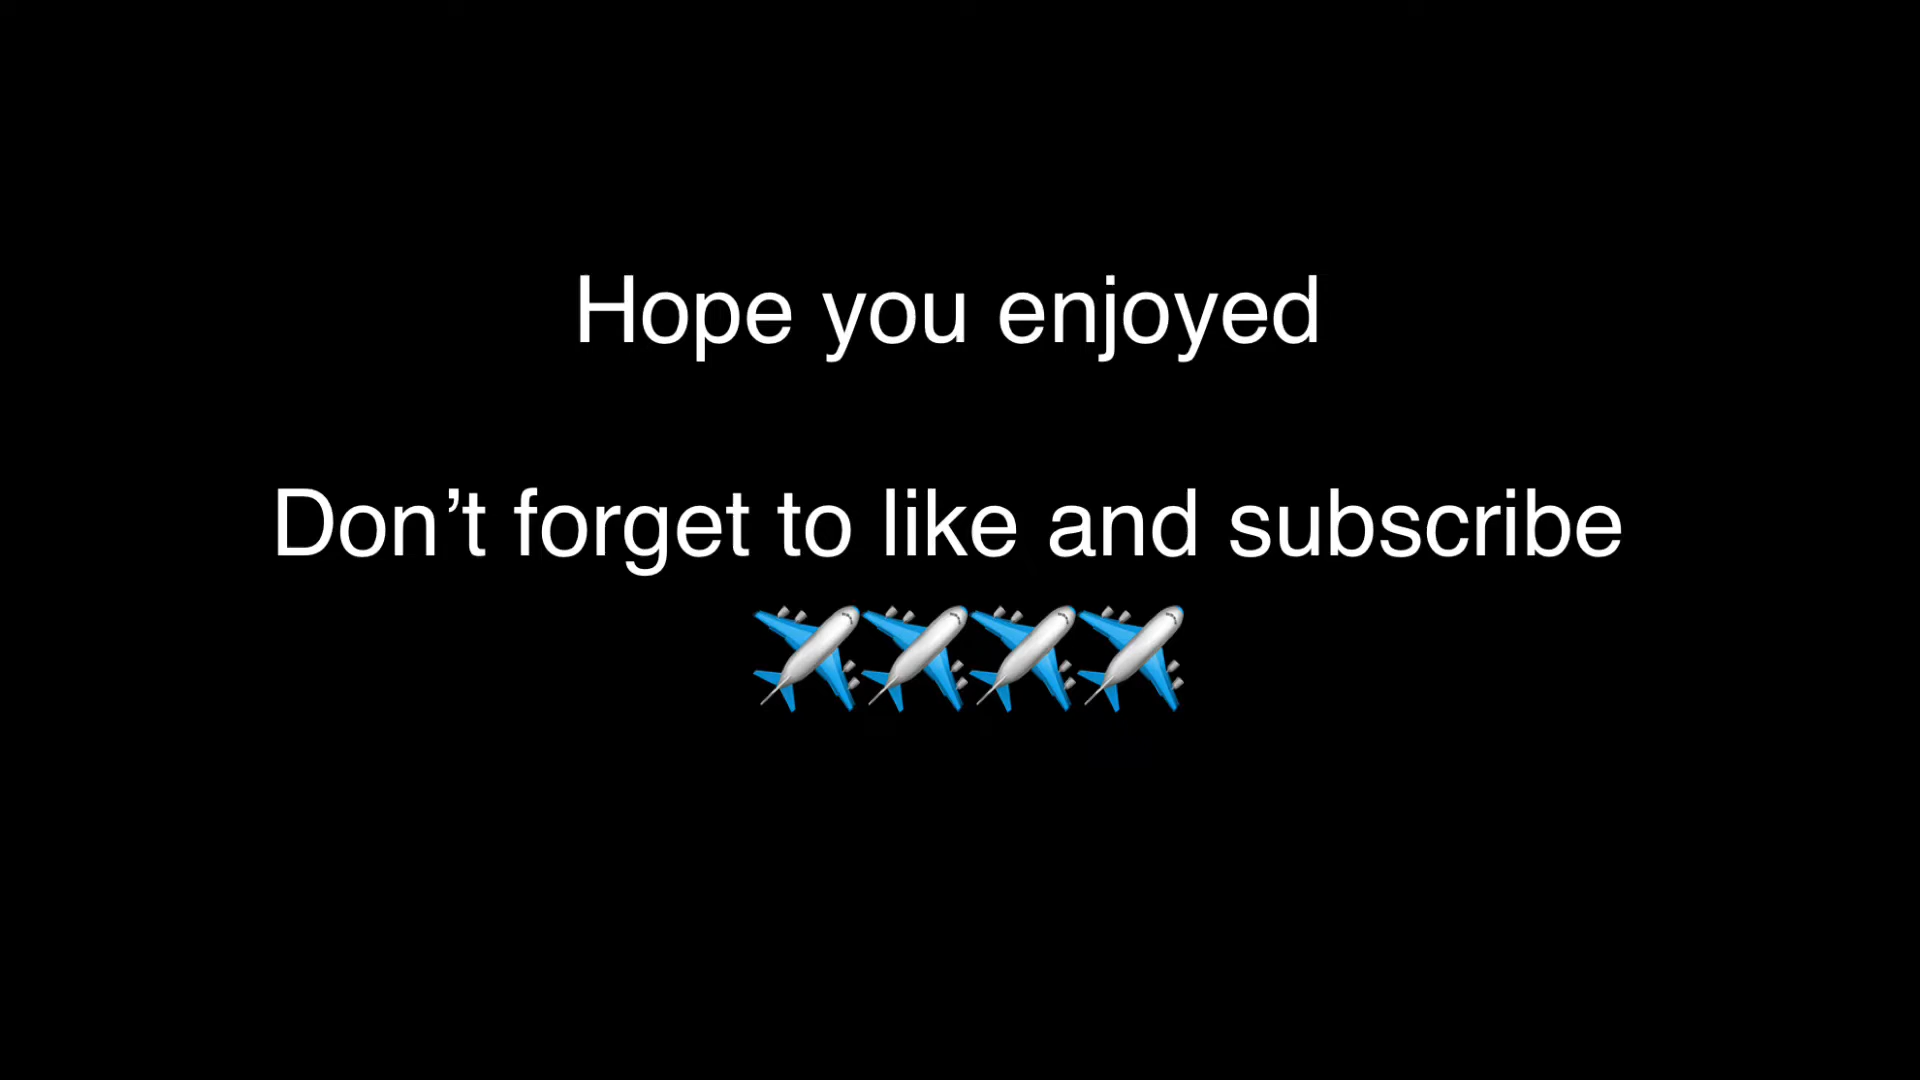 Hope you enjoyed
Don’t forget to like and subscribe
✈️✈️✈️✈️